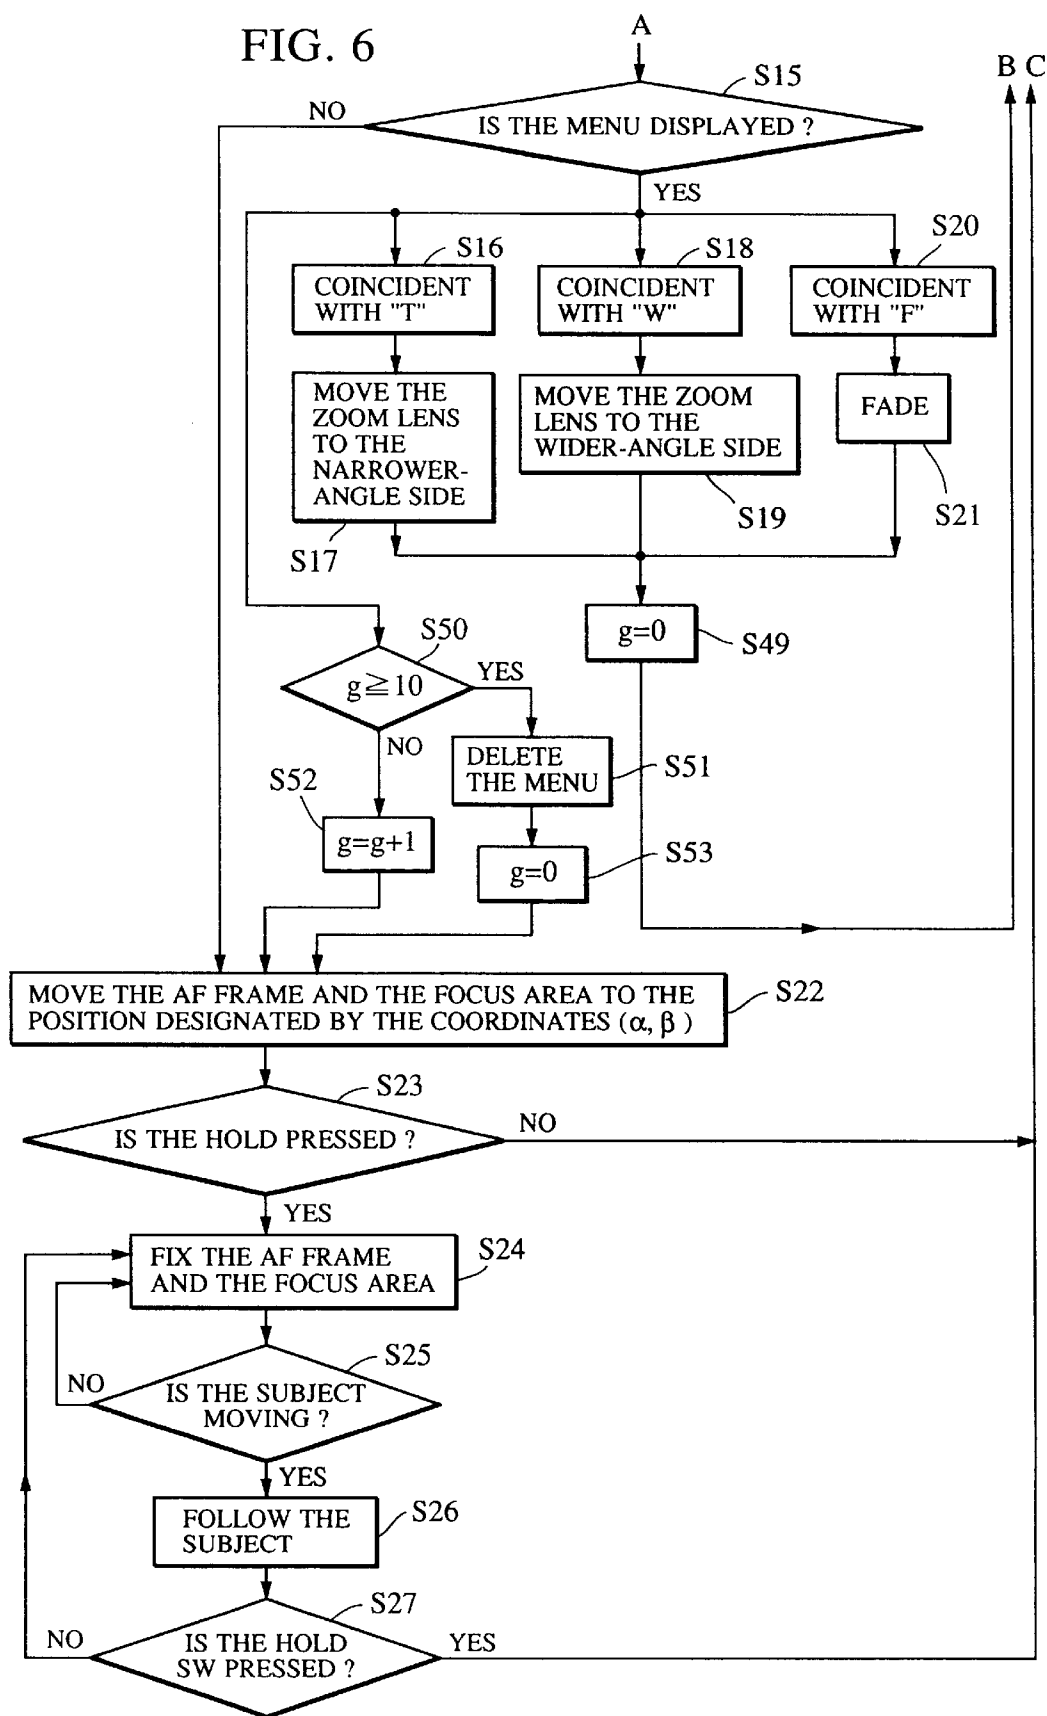 FIG. 6
A
B C
S15
NO
IS THE MENU DISPLAYED ?
YES
S16
S18
S20
COINCIDENT
WITH "T"
COINCIDENT
WITH "W"
COINCIDENT
WITH "F"
MOVE THE
ZOOM LENS
TO THE
NARROWER-
ANGLE SIDE
MOVE THE ZOOM
LENS TO THE
WIDER-ANGLE SIDE
FADE
S17
S19
S21
g=0
S49
S50
g≧10
YES
NO
DELETE
THE MENU
S51
S52
g=g+1
g=0
S53
MOVE THE AF FRAME AND THE FOCUS AREA TO THE
POSITION DESIGNATED BY THE COORDINATES (α, β )
S22
S23
IS THE HOLD PRESSED ?
NO
YES
FIX THE AF FRAME
AND THE FOCUS AREA
S24
S25
NO
IS THE SUBJECT
MOVING ?
YES
FOLLOW THE
SUBJECT
S26
S27
NO
IS THE HOLD
SW PRESSED ?
YES